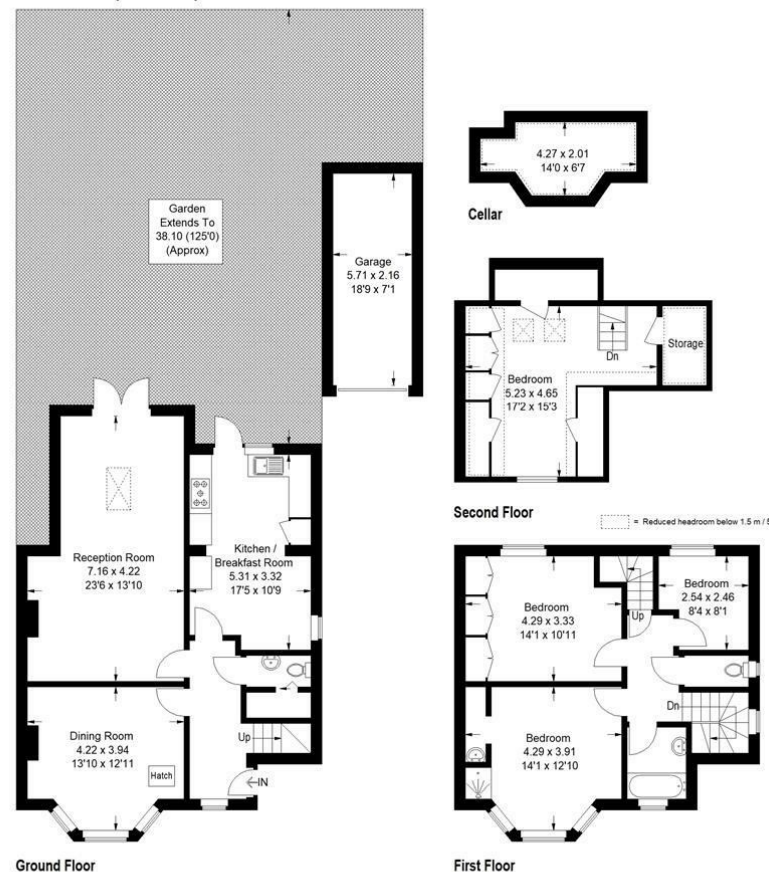 Garden
Extends To
38.10 (125'0)
(Approx)
Garage
5.71 x 2.16
18'9 x 7'1
4.27 x 2.01
14'0 x 6'7
Cellar
Bedroom
5.23 x 4.65
17'2 x 15'3
Dn
Storage
Second Floor
= Reduced headroom below 1.5 m / 5
Reception Room
7.16 x 4.22
23'6 x 13'10
Kitchen /
Breakfast Room
5.31 x 3.32
17'5 x 10'9
Dining Room
4.22 x 3.94
13'10 x 12'11
Hatch
Up
IN
Ground Floor
Bedroom
4.29 x 3.33
14'1 x 10'11
Up
Bedroom
2.54 x 2.46
8'4 x 8'1
Dn
Bedroom
4.29 x 3.91
14'1 x 12'10
First Floor